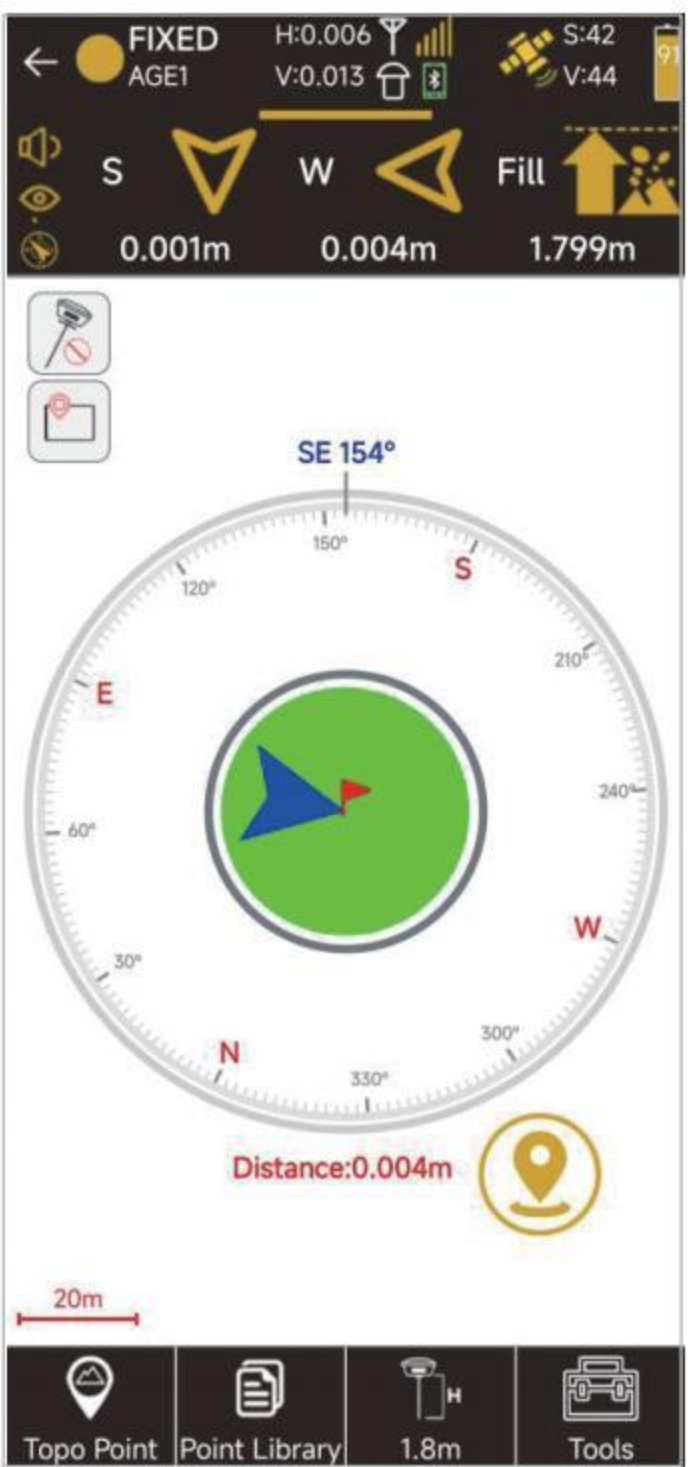 FIXED
AGE1
H:0.006
V:0.013
S:42
V:44
91
S
W
Fill
0.001m
0.004m
1.799m
SE 154°
150°
S
120°
210°
E
240°
60°
W
30°
300°
N
330°
Distance:0.004m
20m
H
Topo Point
Point Library
1.8m
Tools